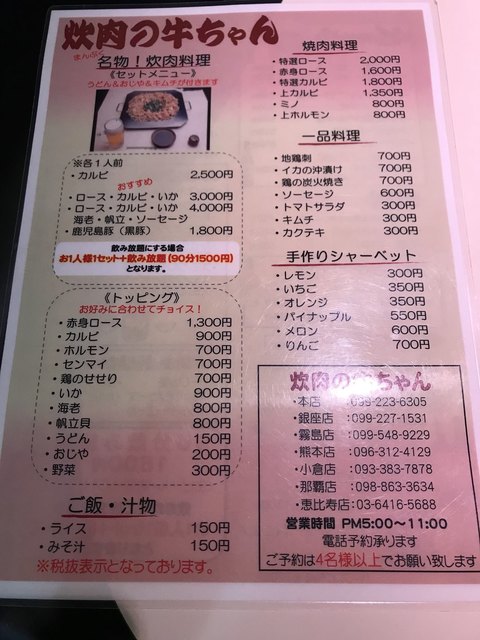 炊肉の牛ちゃん
まんぷく
名物！炊肉料理
《セットメニュー》
うどん＆おじや＆キムチが付きます
※各１人前
・カルビ 2,500円
おすすめ
・ロース・カルビ・いか 3,000円
・ロース・カルビ・いか 4,000円
海老・帆立・ソーセージ
・鹿児島豚（黒豚） 1,800円
飲み放題にする場合
お1人様1セット＋飲み放題（90分1500円）
となります。
《トッピング》
お好みに合わせてチョイス！
・赤身ロース 1,300円
・カルビ 900円
・ホルモン 700円
・センマイ 700円
・鶏のせせり 700円
・いか 900円
・海老 800円
・帆立貝 800円
・うどん 150円
・おじや 200円
・野菜 300円
ご飯・汁物
・ライス 150円
・みそ汁 150円
※税抜表示となっております。
焼肉料理
・特選ロース 2,000円
・赤身ロース 1,600円
・特選カルビ 1,800円
・上カルビ 1,350円
・ミノ 800円
・上ホルモン 800円
一品料理
・地鶏刺 700円
・イカの沖漬け 700円
・鶏の炭火焼き 700円
・ソーセージ 600円
・トマトサラダ 300円
・キムチ 300円
・カクテキ 300円
手作りシャーベット
・レモン 300円
・いちご 350円
・オレンジ 350円
・パイナップル 550円
・メロン 600円
・りんご 700円
炊肉の牛ちゃん
・本店 :099-223-6305
・銀座店 :099-227-1531
・霧島店 :099-548-9229
・熊本店 :096-312-4129
・小倉店 :093-383-7878
・那覇店 :098-863-3634
・恵比寿店:03-6416-5688
営業時間 PM5:00〜11:00
電話予約承ります
ご予約は4名様以上でお願い致します